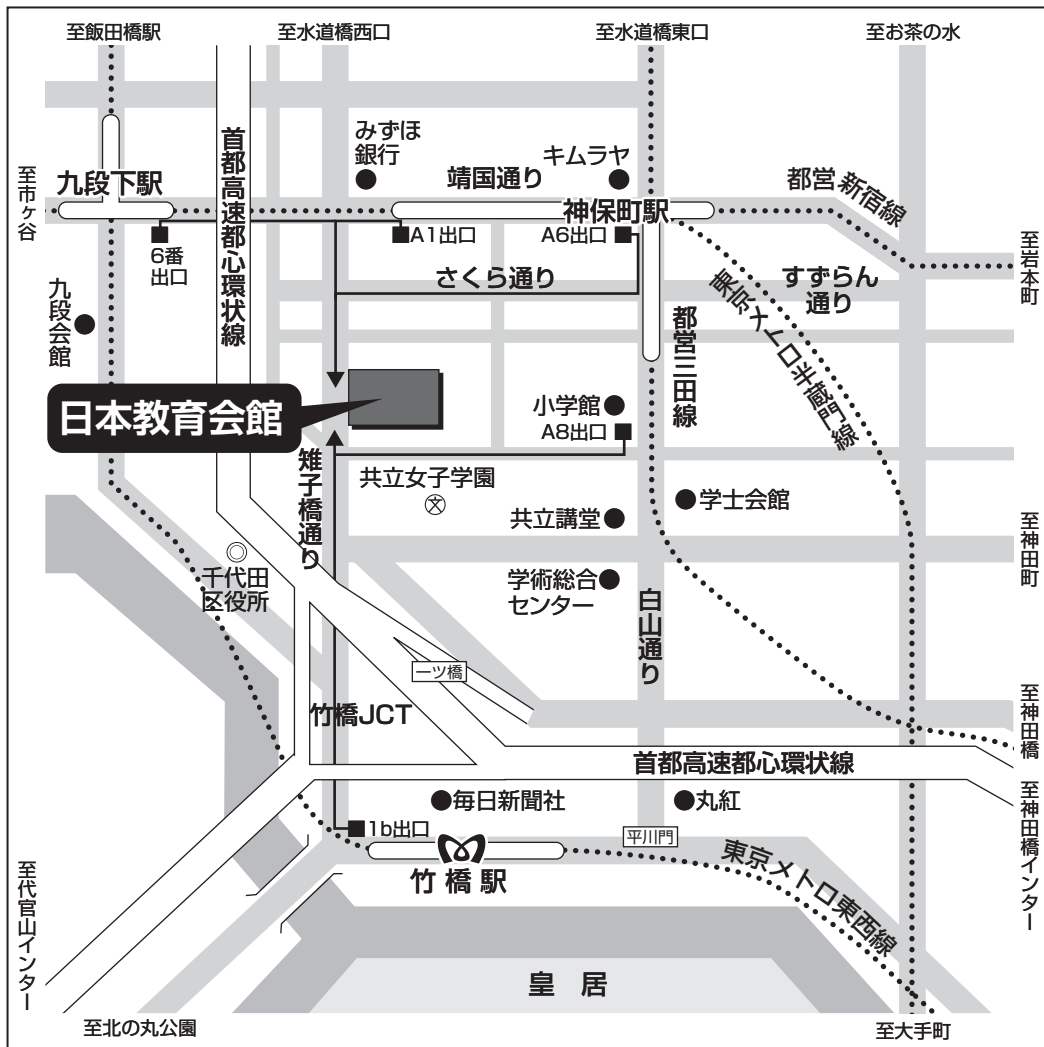 至飯田橋駅
至水道橋西口
至水道橋東口
至お茶の水
首都高速都心環状線
みずほ
銀行
靖国通り
キムラヤ
都営新宿線
至市ヶ谷
九段下駅
神保町駅
6番
出口
A1出口
A6出口
至岩本町
九段会館
さくら通り
すずらん
通り
東京メトロ半蔵門線
都営三田線
日本教育会館
小学館
A8出口
雉子橋通り
共立女子学園
文
学士会館
共立講堂
至神田町
千代田
区役所
学術総合
センター
白山通り
一ツ橋
至神田橋
竹橋JCT
首都高速都心環状線
毎日新聞社
丸紅
至神田橋インター
1b出口
平川門
竹橋駅
東京メトロ東西線
至代官山インター
皇居
至北の丸公園
至大手町